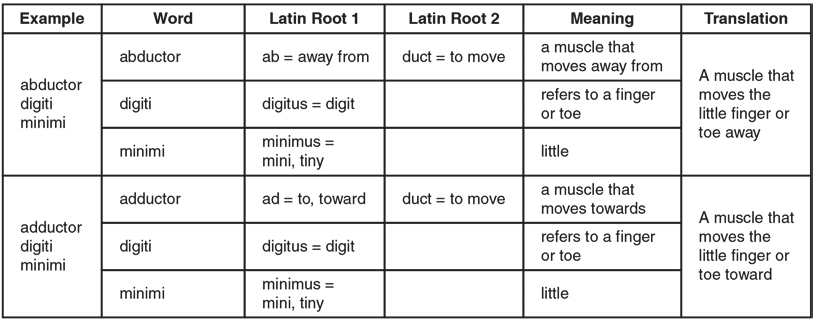 Example Word Latin Root 1 Latin Root 2 Meaning Translation
abductor
digiti
minimi
abductor
ab = away from
duct = to move
a muscle that
moves away from
digiti
digitus = digit
refers to a finger
or toe
minimi
minimus =
mini, tiny
little
A muscle that
moves the
little finger or
toe away
adductor
digiti
minimi
adductor
ad = to, toward
duct = to move
a muscle that
moves towards
digiti
digitus = digit
refers to a finger
or toe
minimi
minimus =
mini, tiny
little
A muscle that
moves the
little finger or
toe toward